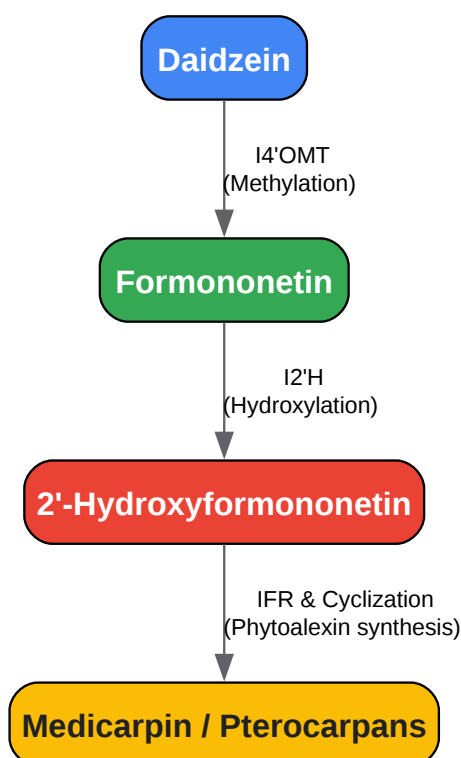 Daidzein
I4'OMT
(Methylation)
Formononetin
I2'H
(Hydroxylation)
2'-Hydroxyformononetin
IFR & Cyclization
(Phytoalexin synthesis)
Medicarpin / Pterocarpans